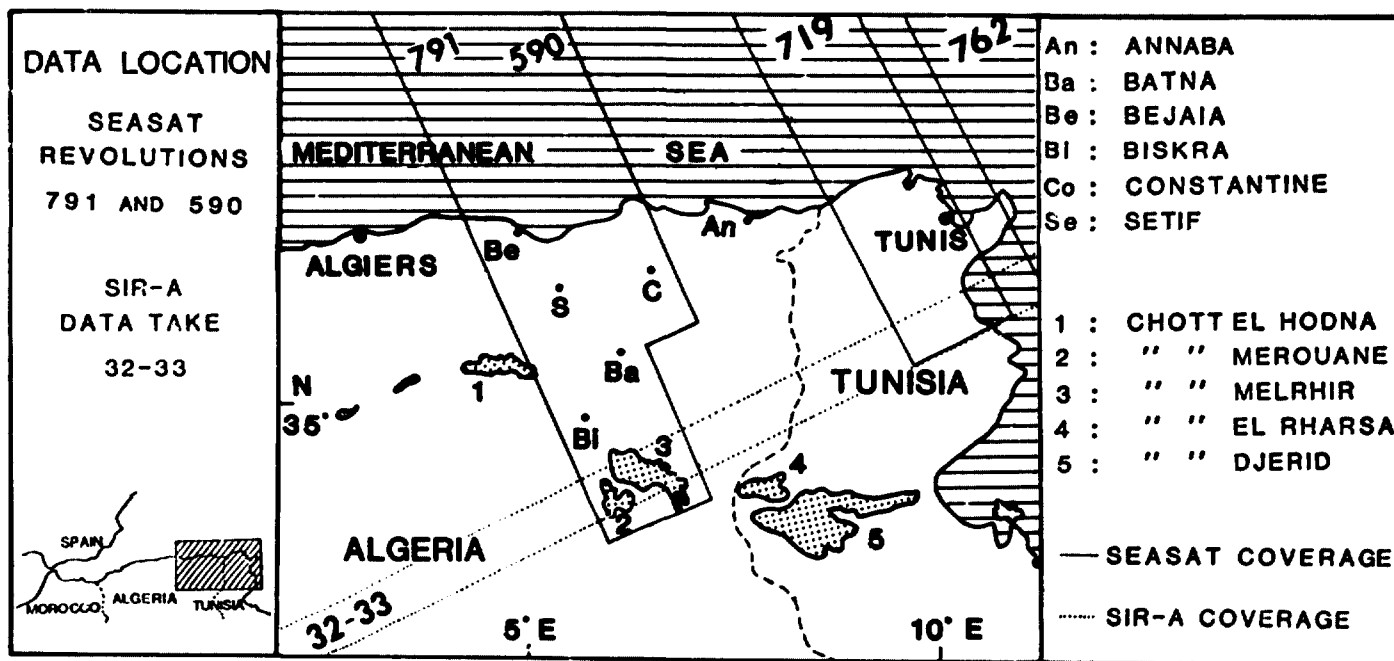 DATA LOCATION
SEASAT
REVOLUTIONS
791 AND 590
SIR-A
DATA TAKE
32-33
SPAIN
MOROCCO ALGERIA TUNISIA
791 590 719 762
MEDITERRANEAN SEA
ALGIERS
Be
An
TUNIS
S
C
1
Ba
TUNISIA
N
35°
Bi
3
4
2
5
ALGERIA
32-33
5° E
10° E
An : ANNABA
Ba : BATNA
Be : BEJAIA
Bi : BISKRA
Co : CONSTANTINE
Se : SETIF
1 : CHOTT EL HODNA
2 : " " MEROUANE
3 : " " MELRHIR
4 : " " EL RHARSA
5 : " " DJERID
SEASAT COVERAGE
SIR-A COVERAGE